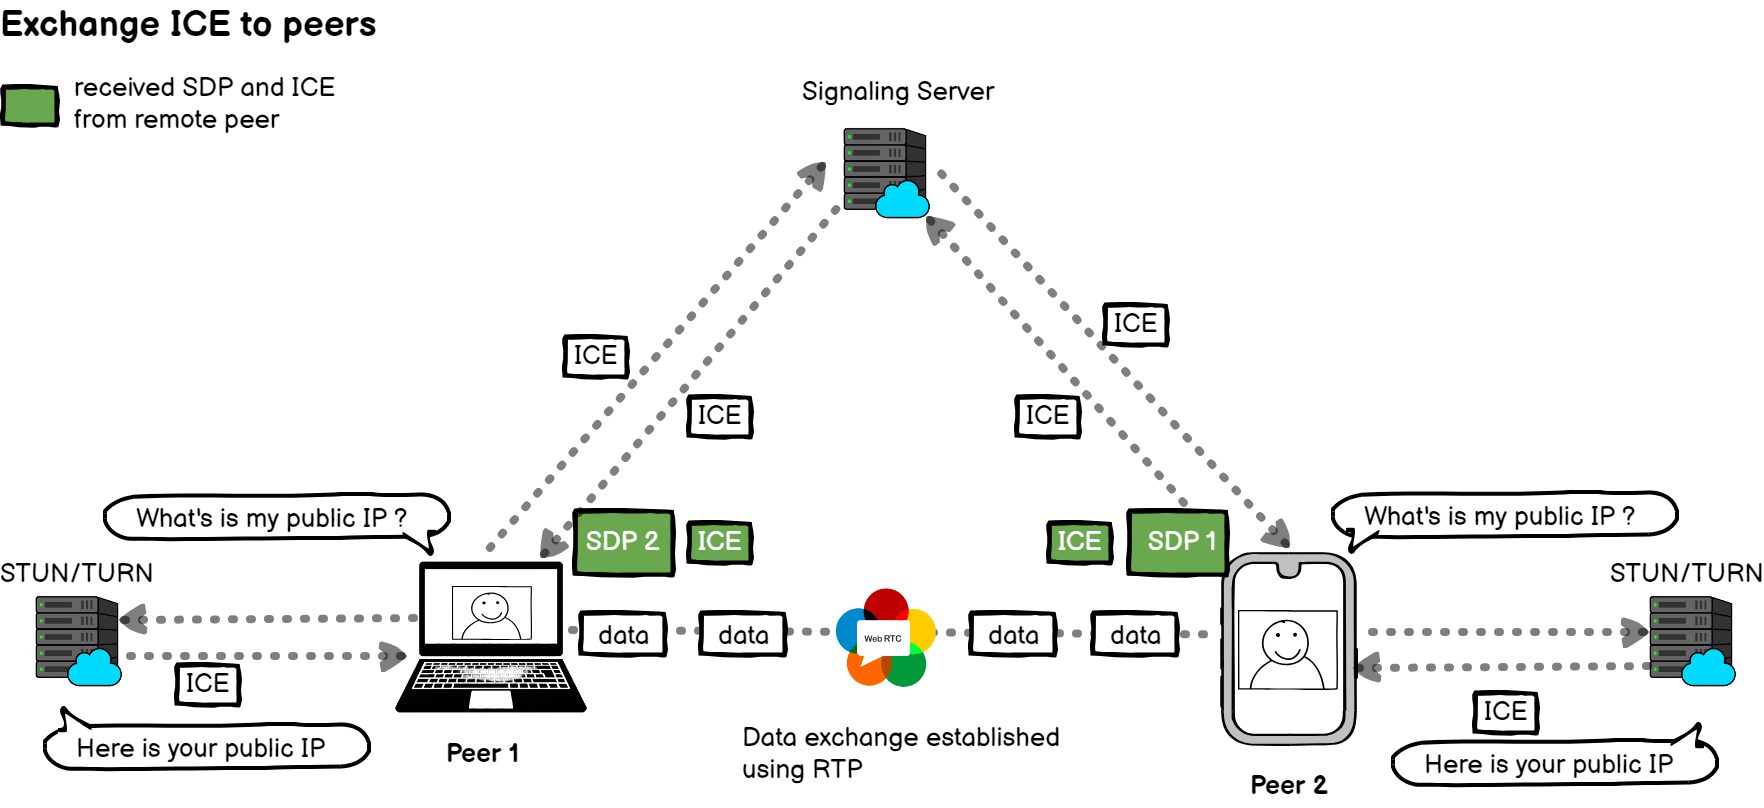 Exchange ICE to peers
received SDP and ICE
from remote peer
Signaling Server
ICE
ICE
ICE
ICE
What's is my public IP ?
What's is my public IP ?
SDP 2
ICE
ICE
SDP 1
STUN/TURN
STUN/TURN
data
data
Web RTC
data
data
ICE
ICE
Here is your public IP
Peer 1
Data exchange established
using RTP
Here is your public IP
Peer 2